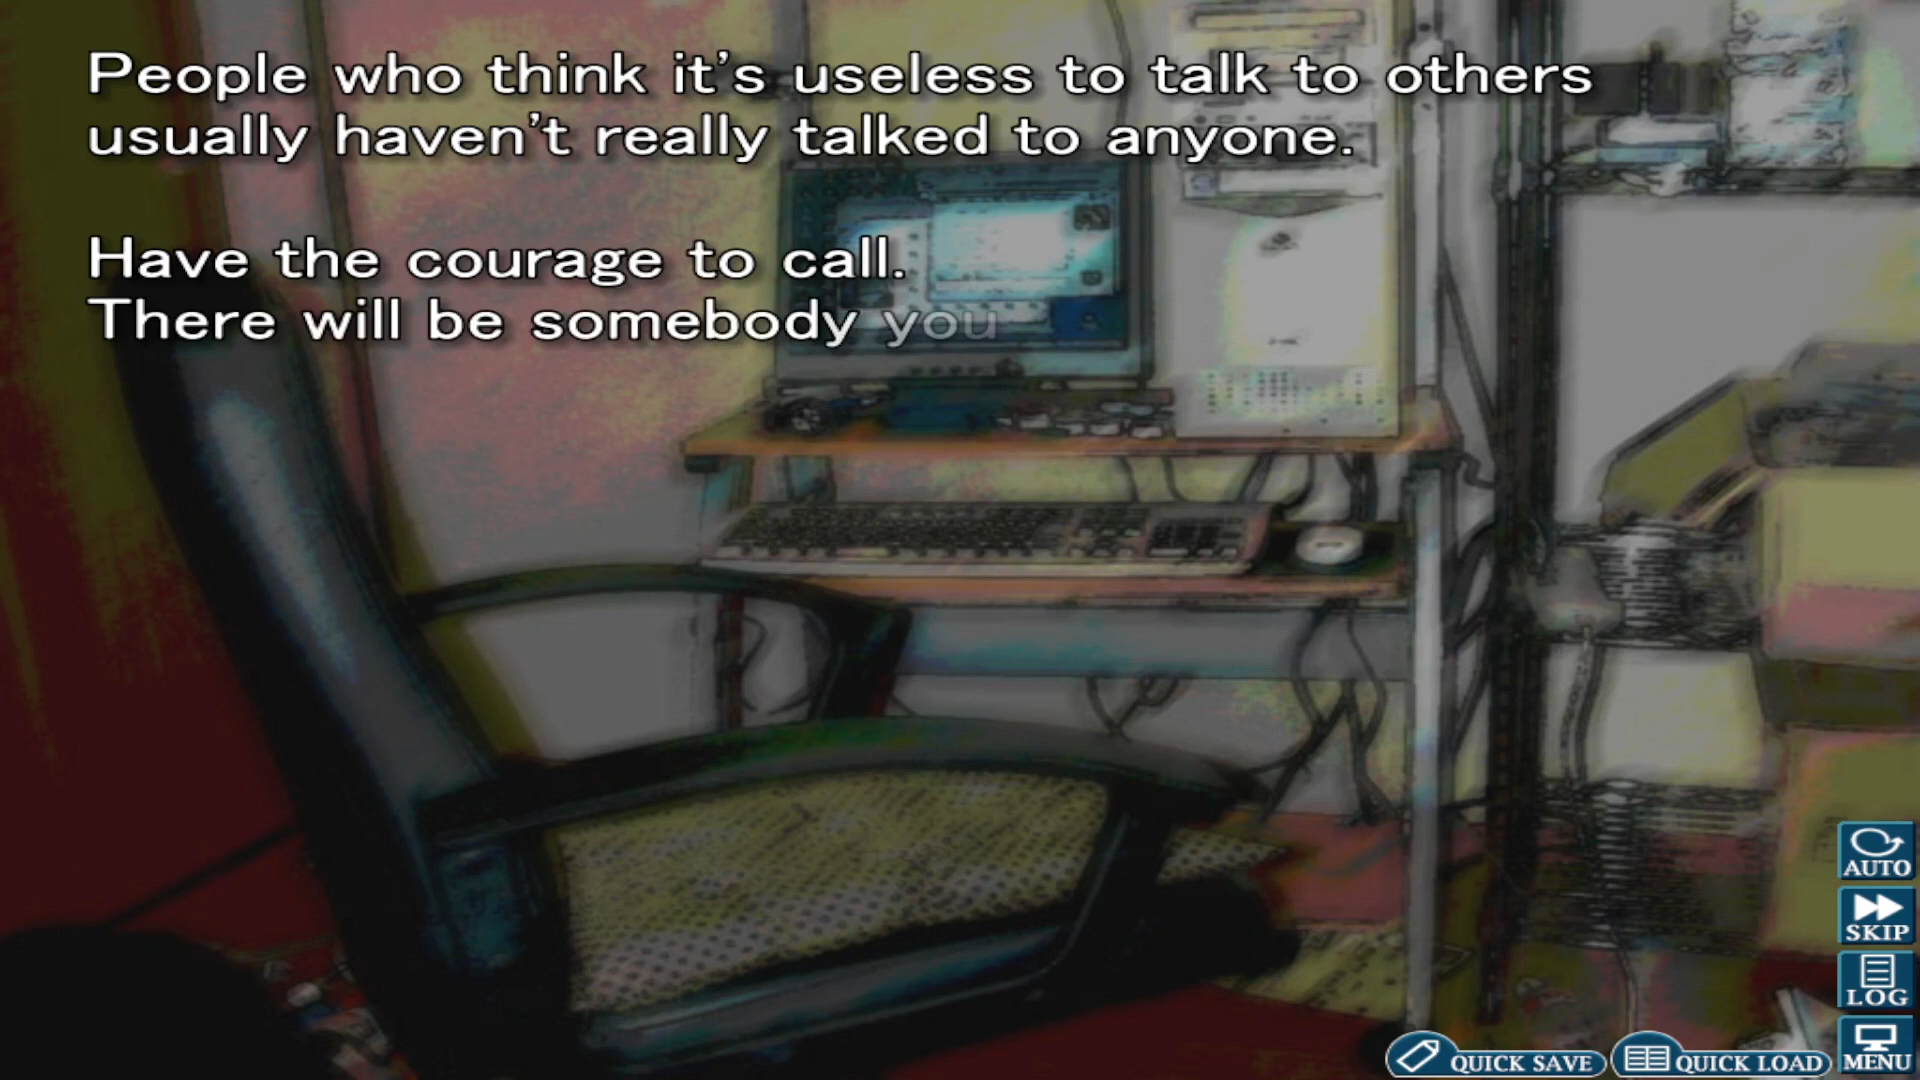 People who think it's useless to talk to others
usually haven't really talked to anyone.
Have the courage to call.
There will be somebody you
AUTO
SKIP
LOG
MENU
QUICK SAVE
QUICK LOAD